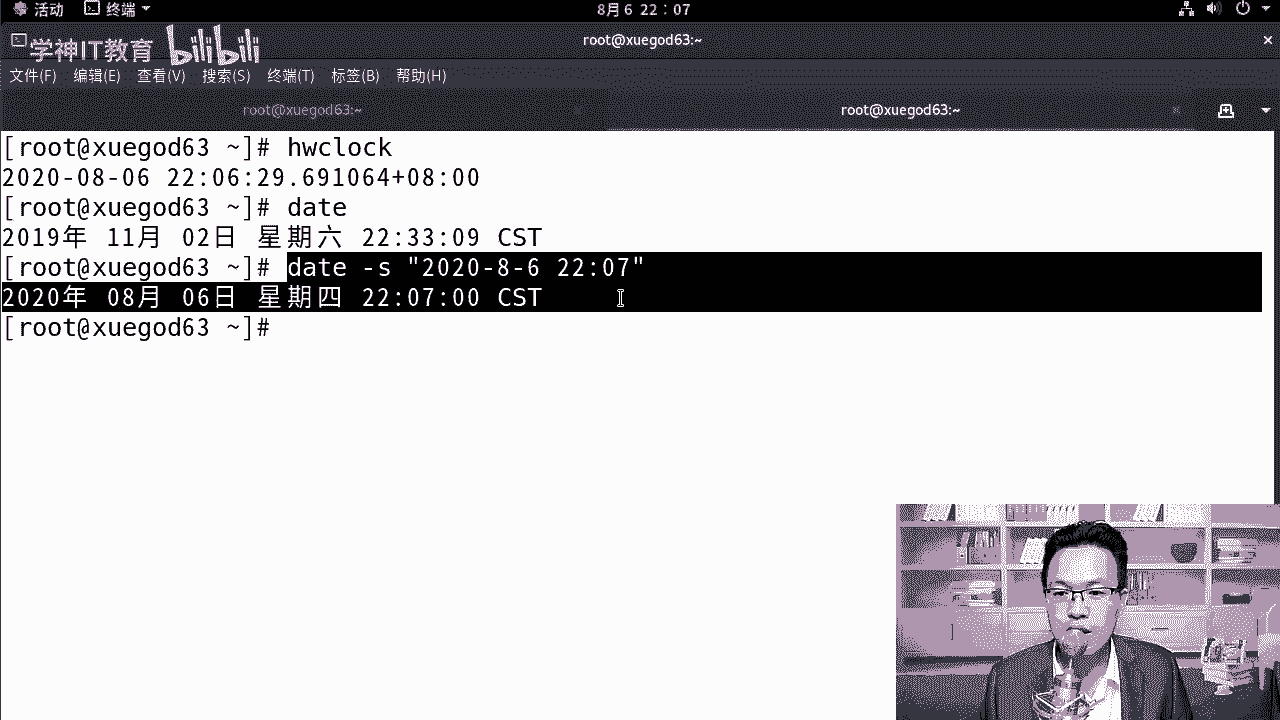 活动 终端 8月 6 22:07
学神IT教育 bilibili
root@xuegod63:~
文件(F) 编辑(E) 查看(V) 搜索(S) 终端(T) 标签(B) 帮助(H)
root@xuegod63:~ root@xuegod63:~
[root@xuegod63 ~]# hwclock
2020-08-06 22:06:29.691064+08:00
[root@xuegod63 ~]# date
2019年 11月 02日 星期六 22:33:09 CST
[root@xuegod63 ~]# date -s "2020-8-6 22:07"
2020年 08月 06日 星期四 22:07:00 CST
[root@xuegod63 ~]#